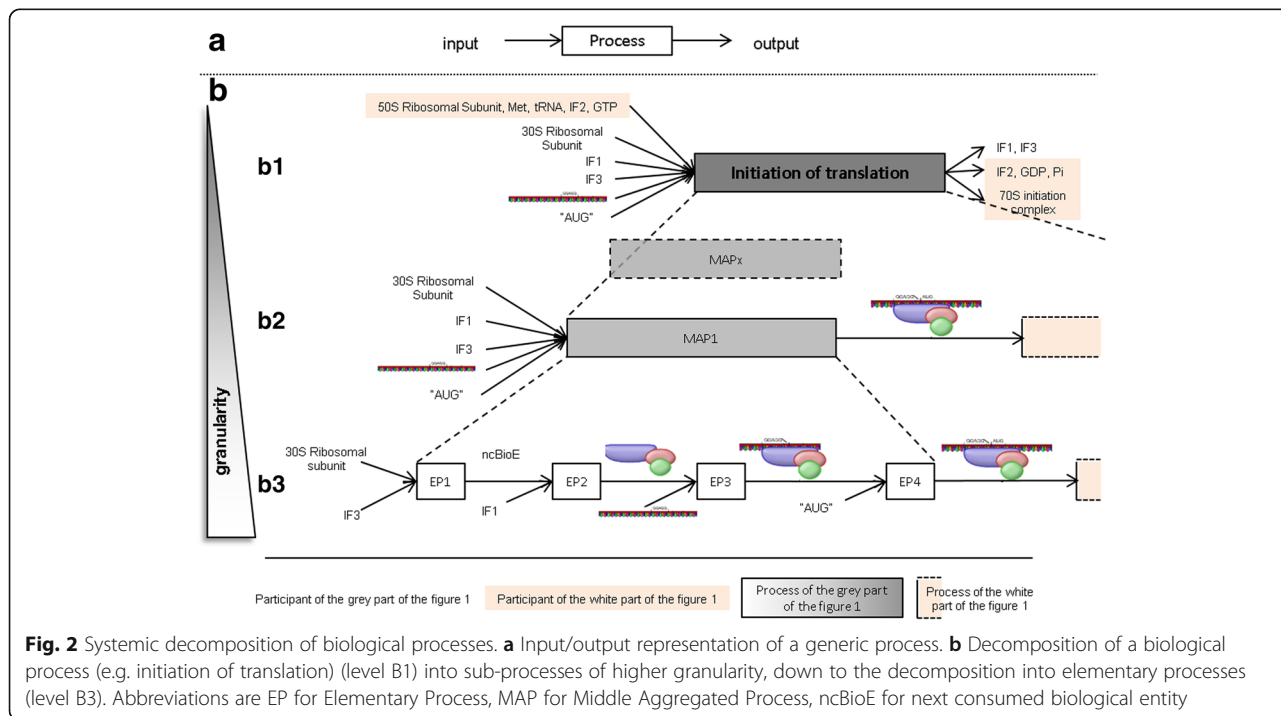 a
input
Process
output
b
50S Ribosomal Subunit, Met, tRNA, IF2, GTP
30S Ribosomal
Subunit
IF1
IF3
"AUG"
b1
Initiation of translation
IF1, IF3
IF2, GDP, Pi
70S initiation
complex
MAPx
30S Ribosomal
Subunit
IF1
IF3
"AUG"
b2
MAP1
granularity
30S Ribosomal
subunit
IF3
b3
EP1
ncBioE
IF1
EP2
EP3
"AUG"
EP4
Participant of the grey part of the figure 1
Participant of the white part of the figure 1
Process of the grey part
of the figure 1
Process of the white
part of the figure 1
Fig. 2 Systemic decomposition of biological processes. a Input/output representation of a generic process. b Decomposition of a biological
process (e.g. initiation of translation) (level B1) into sub-processes of higher granularity, down to the decomposition into elementary processes
(level B3). Abbreviations are EP for Elementary Process, MAP for Middle Aggregated Process, ncBioE for next consumed biological entity